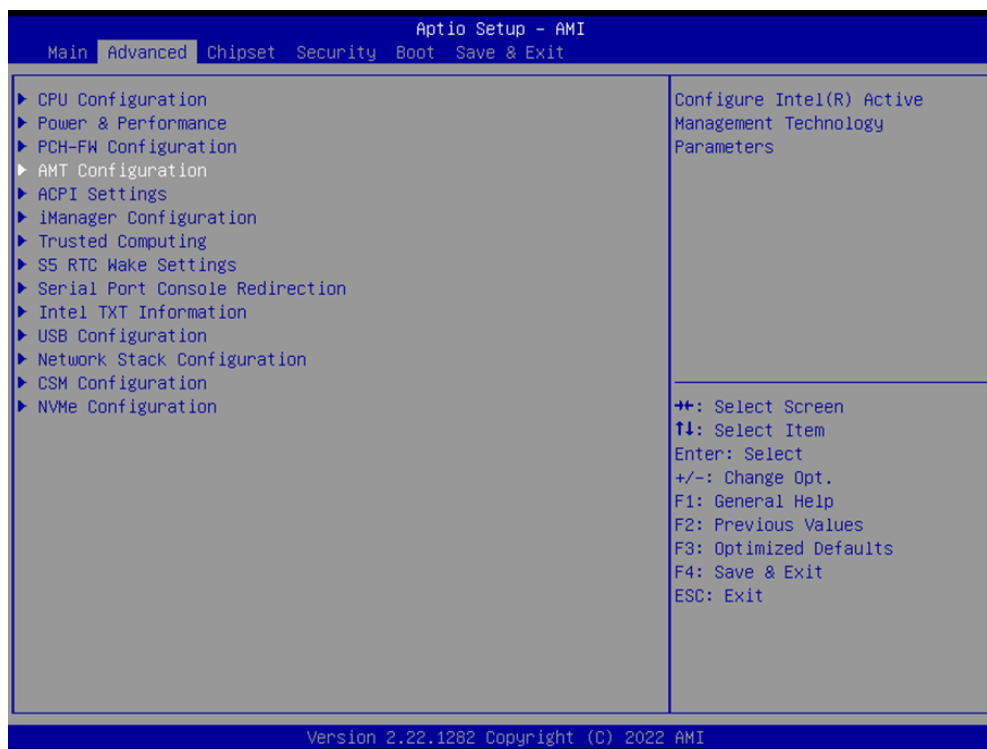 Aptio Setup – AMI
Main Advanced Chipset Security Boot Save & Exit
▶ CPU Configuration
▶ Power & Performance
▶ PCH-FW Configuration
▶ AMT Configuration
▶ ACPI Settings
▶ iManager Configuration
▶ Trusted Computing
▶ S5 RTC Wake Settings
▶ Serial Port Console Redirection
▶ Intel TXT Information
▶ USB Configuration
▶ Network Stack Configuration
▶ CSM Configuration
▶ NVMe Configuration
Configure Intel(R) Active
Management Technology
Parameters
→←: Select Screen
↑↓: Select Item
Enter: Select
+/-: Change Opt.
F1: General Help
F2: Previous Values
F3: Optimized Defaults
F4: Save & Exit
ESC: Exit
Version 2.22.1282 Copyright (C) 2022 AMI